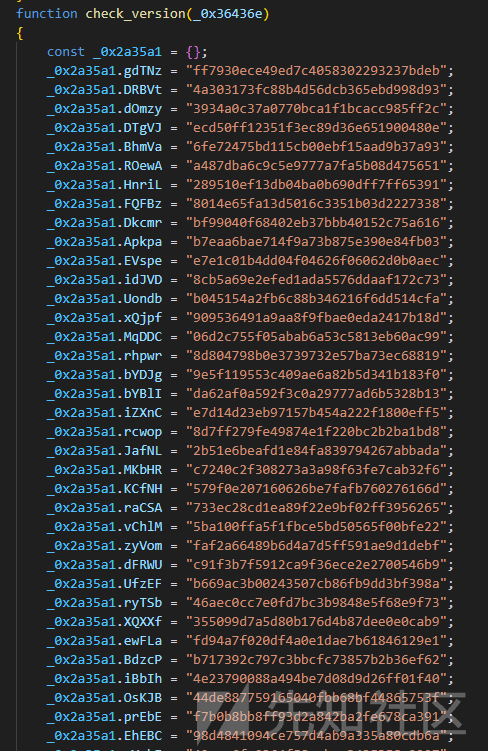 function check_version(_0x36436e)
{
const _0x2a35a1 = {};
_0x2a35a1.gdTNz = "ff7930ece49ed7c4058302293237bdeb";
_0x2a35a1.DRBVt = "4a303173fc88b4d56dcb365ebd998d93";
_0x2a35a1.dOmzy = "3934a0c37a0770bca1f1bcacc985ff2c";
_0x2a35a1.DTgVJ = "ecd50ff12351f3ec89d36e651900480e";
_0x2a35a1.BhmVa = "6fe72475bd115cb00ebf15aad9b37a93";
_0x2a35a1.ROewA = "a487dba6c9c5e9777a7fa5b08d475651";
_0x2a35a1.HnriL = "289510ef13db04ba0b690dff7ff65391";
_0x2a35a1.FQFBz = "8014e65fa13d5016c3351b03d2227338";
_0x2a35a1.Dkcmr = "bf99040f68402eb37bbb40152c75a616";
_0x2a35a1.Apkpa = "b7eaa6bae714f9a73b875e390e84fb03";
_0x2a35a1.EVspe = "e7e1c01b4dd04f04626f06062d0b0aec";
_0x2a35a1.idJVD = "8cb5a69e2efed1ada5576ddaaf172c73";
_0x2a35a1.Uondb = "b045154a2fb6c88b346216f6dd514cfa";
_0x2a35a1.xQjpf = "909536491a9aa8f9fbae0eda2417b18d";
_0x2a35a1.MqDDC = "06d2c755f05abab6a53c5813eb60ac99";
_0x2a35a1.rhpwr = "8d804798b0e3739732e57ba73ec68819";
_0x2a35a1.bYDJg = "9e5f119553c409ae6a82b5d341b183f0";
_0x2a35a1.bYBlI = "da62af0a592f3c0a29777ad6b5328b13";
_0x2a35a1.iZXnC = "e7d14d23eb97157b454a222f1800eff5";
_0x2a35a1.rcwop = "8d7ff279fe49874e1f220bc2b2ba1bd8";
_0x2a35a1.JafNL = "2b51e6beafd1e84fa839794267abbada";
_0x2a35a1.MKbHR = "c7240c2f308273a3a98f63fe7cab32f6";
_0x2a35a1.KCfNH = "579f0e207160626be7fafb760276166d";
_0x2a35a1.raCSA = "733ec28cd1ea89f22e9bf02ff3956265";
_0x2a35a1.vChlM = "5ba100ffa5f1fbce5bd50565f00bfe22";
_0x2a35a1.zyVom = "faf2a66489b6d4a7d5ff591ae9d1debf";
_0x2a35a1.dFRWU = "c91f3b7f5912ca9f36ece2e2700546b9";
_0x2a35a1.UfzEF = "b669ac3b00243507cb86fb9dd3bf398a";
_0x2a35a1.ryTSb = "46aec0cc7e0fd7bc3b9848e5f68e9f73";
_0x2a35a1.XQXXf = "355099d7a5d80b176d4b87dee0e0cab9";
_0x2a35a1.ewFLa = "fd94a7f020df4a0e1dae7b61846129e1";
_0x2a35a1.BdzcP = "b717392c797c3bbcfc73857b2b36ef62";
_0x2a35a1.iBbIh = "4e23790088a494be7d08d9d26ff01f40";
_0x2a35a1.OsKJB = "44de887759165040fbb68bf44865753f";
_0x2a35a1.prEbE = "f7b0b8bb8ff93d2a842ba2fe678ca391";
_0x2a35a1.EhEBC = "98d4841094ce757d4ab9a335a80cdb6a";
先知社区